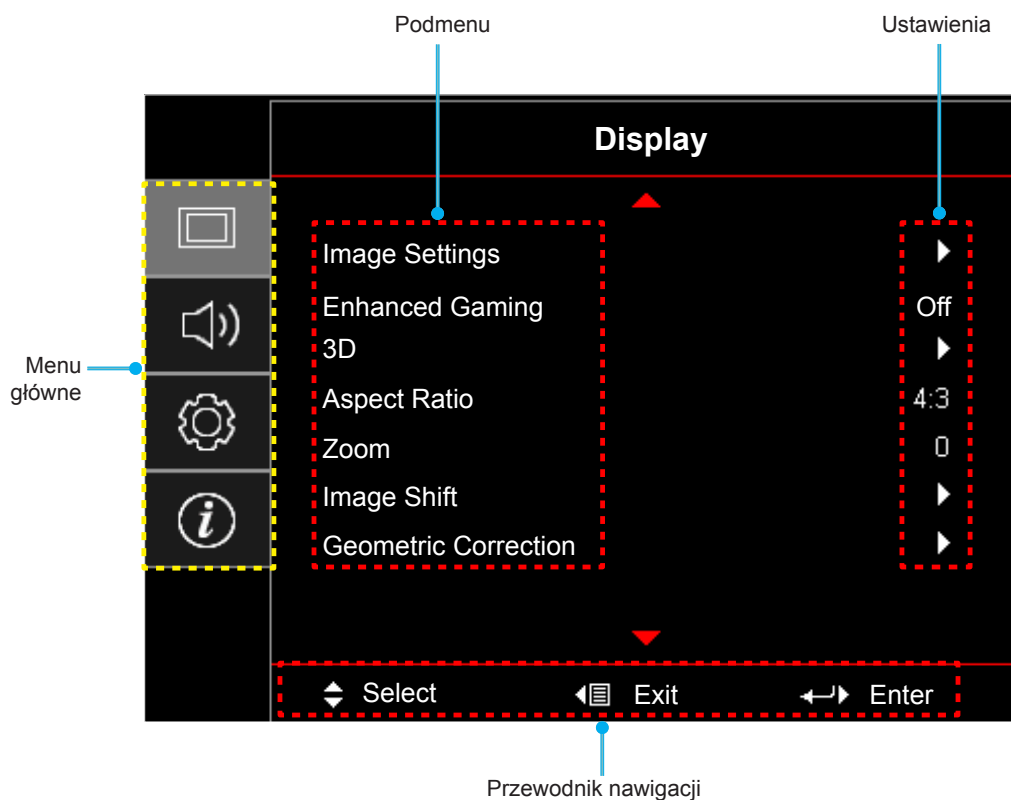 Podmenu
Ustawienia
Display
Image Settings
Enhanced Gaming Off
3D
Aspect Ratio 4:3
Zoom 0
Image Shift
Geometric Correction
Menu
główne
i
Select Exit Enter
Przewodnik nawigacji